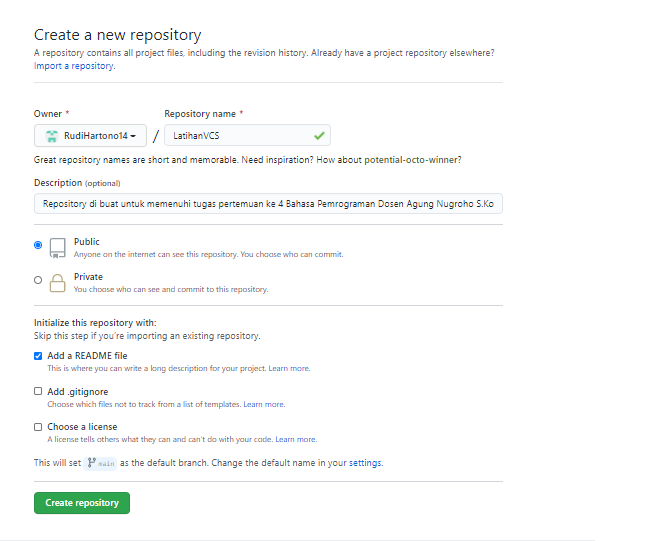 Create a new repository
A repository contains all project files, including the revision history. Already have a project repository elsewhere?
Import a repository.
Owner * Repository name *
RudiHartono14 / LatihanVCS
Great repository names are short and memorable. Need inspiration? How about potential-octo-winner?
Description (optional)
Repository di buat untuk memenuhi tugas pertemuan ke 4 Bahasa Pemrograman Dosen Agung Nugroho S.Ko
Public
Anyone on the internet can see this repository. You choose who can commit.
Private
You choose who can see and commit to this repository.
Initialize this repository with:
Skip this step if you're importing an existing repository.
Add a README file
This is where you can write a long description for your project. Learn more.
Add .gitignore
Choose which files not to track from a list of templates. Learn more.
Choose a license
A license tells others what they can and can't do with your code. Learn more.
This will set main as the default branch. Change the default name in your settings.
Create repository